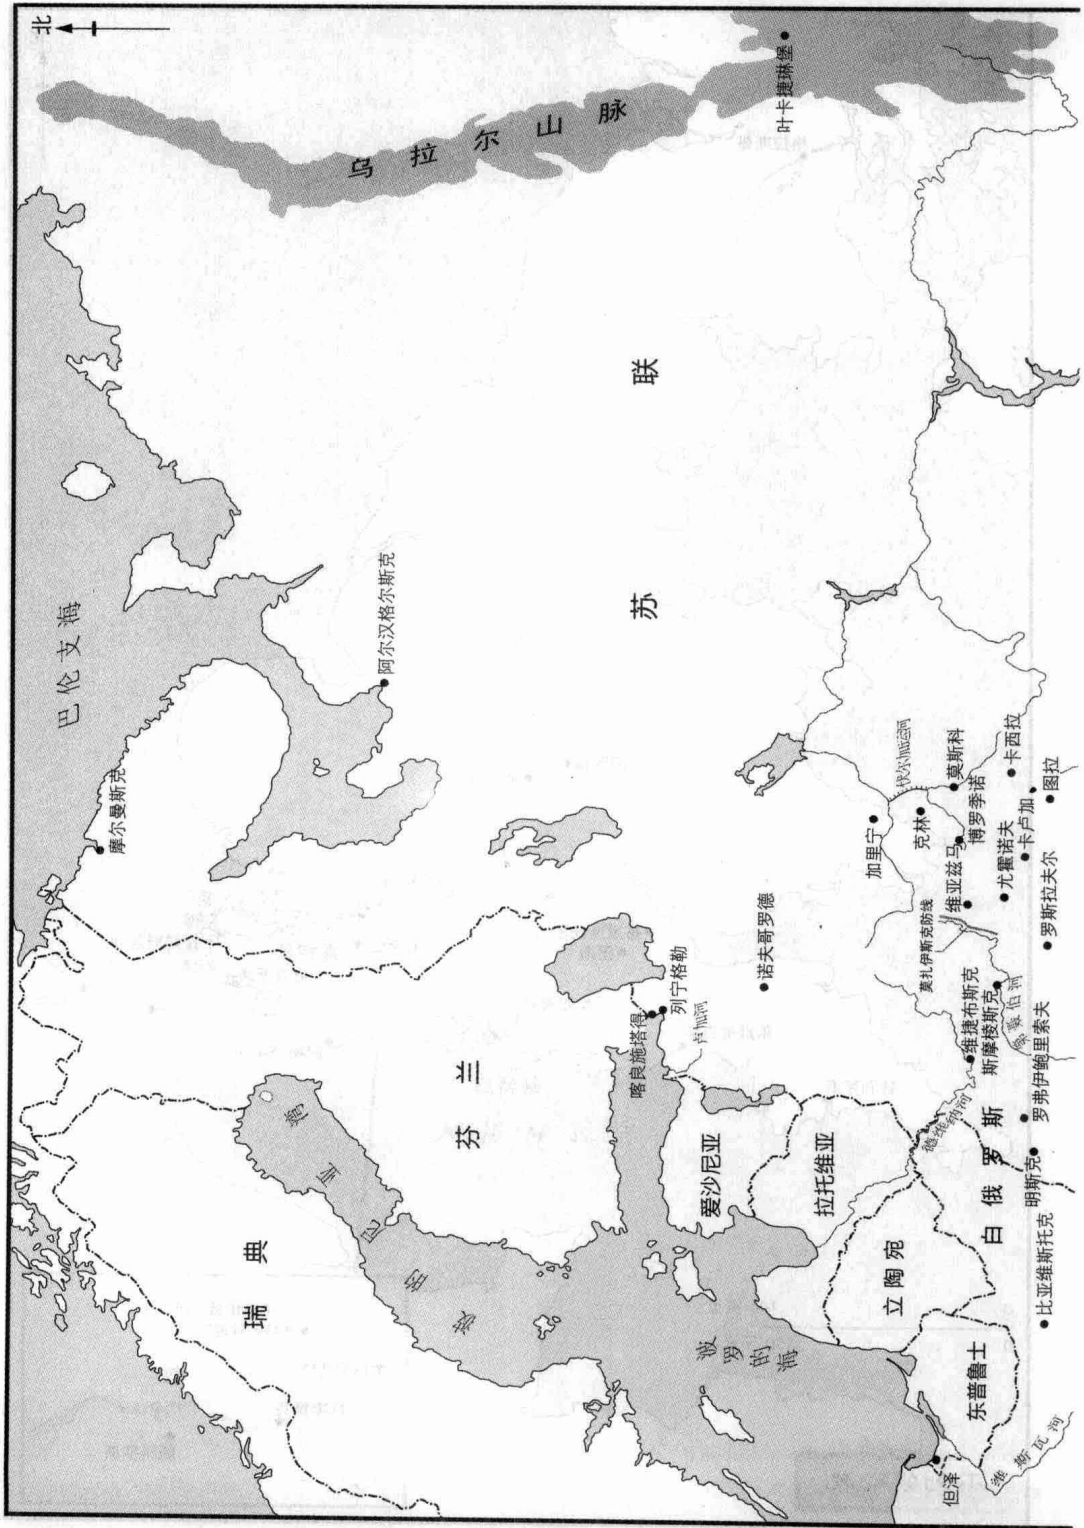 北
巴伦支海
乌拉尔山脉
叶卡捷琳堡
摩尔曼斯克
阿尔汉格尔斯克
苏联
瑞典
芬兰
波的尼亚湾
喀良施塔得
列宁格勒
卢加河
诺夫哥罗德
爱沙尼亚
拉托维亚
立陶宛
波罗的海
东普鲁士
但泽
维斯瓦河
加里宁
伏尔加运河
克林
莫斯科
博罗季诺
维亚兹马
莫扎伊斯克防线
卡西拉
图拉
卡卢加
尤霍诺夫
罗斯拉夫尔
维捷布斯克
斯摩棱斯克
第聂伯河
德维纳河
罗弗伊鲍里索夫
白俄罗斯
明斯克
比亚维斯托克